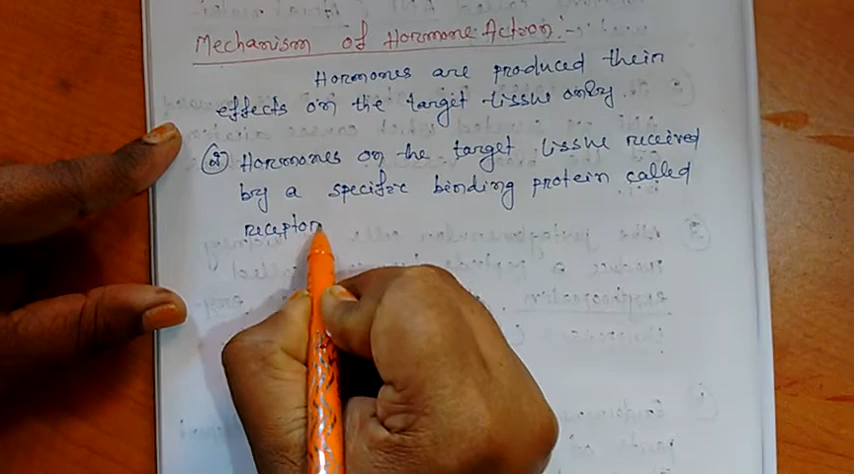 Mechanism of Hormone Action :-
Hormones are produced their
effects on the target tissue only.
② Hormones on the target tissue received
by a specific binding protein called
receptor